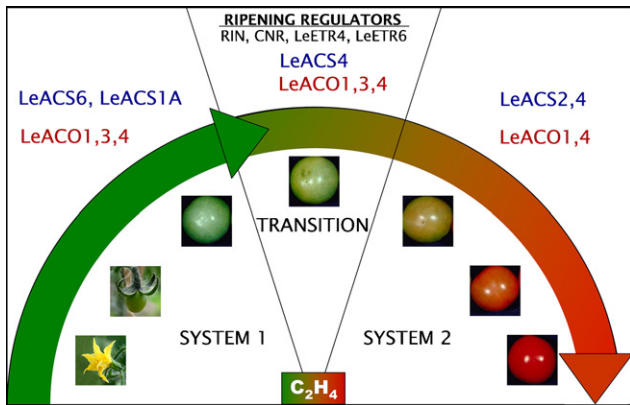 RIPENING REGULATORS
RIN, CNR, LeETR4, LeETR6
LeACS4
LeACO1,3,4
LeACS6, LeACS1A
LeACO1,3,4
LeACS2,4
LeACO1,4
TRANSITION
SYSTEM 1
SYSTEM 2
C₂H₄